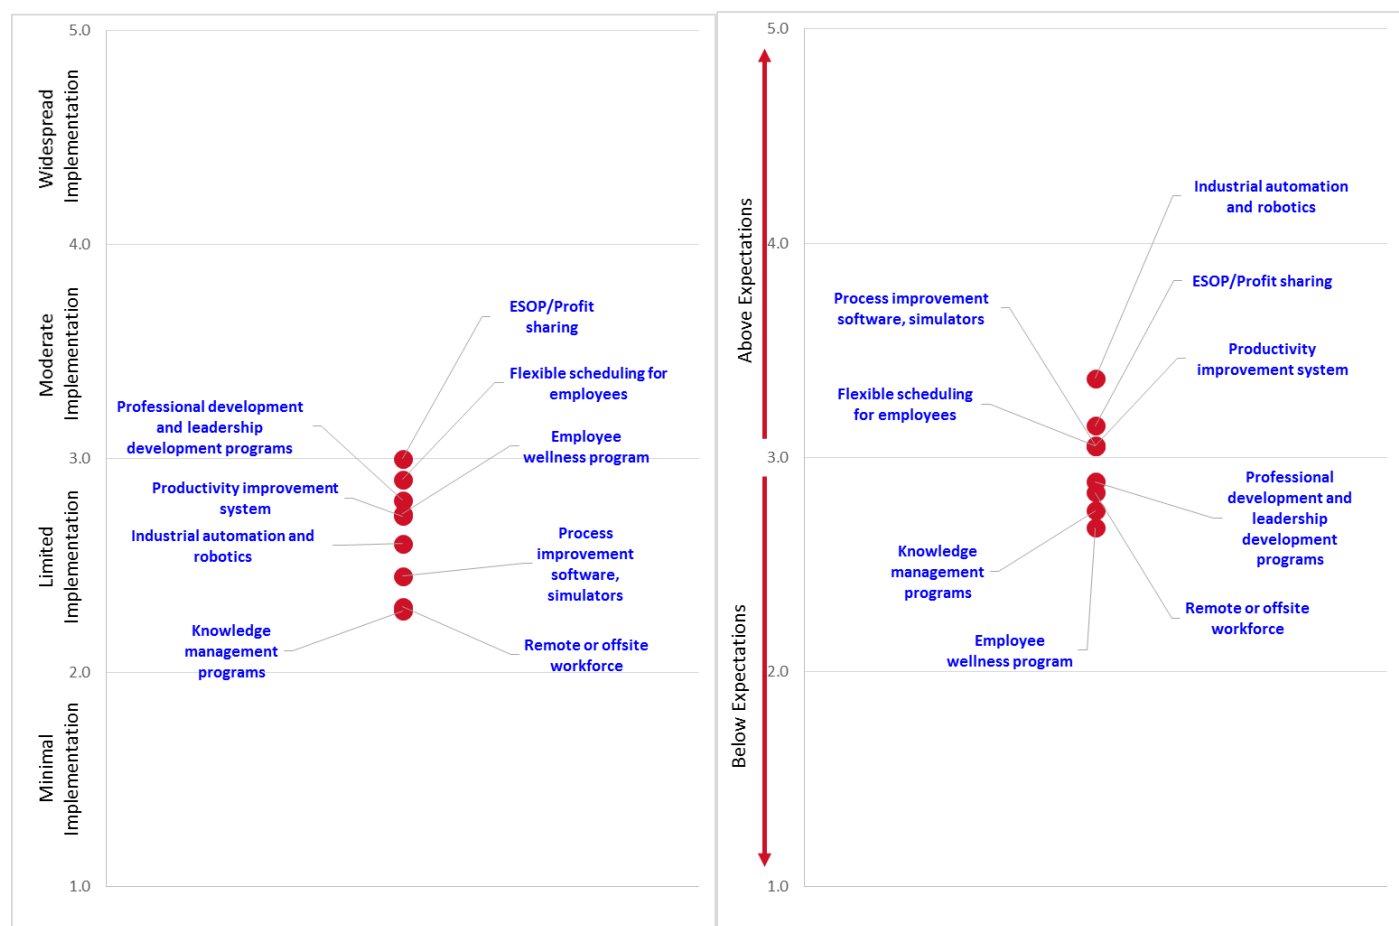 5.0
4.0
3.0
2.0
1.0
Widespread
Implementation
Moderate
Implementation
Limited
Implementation
Minimal
Implementation
ESOP/Profit
sharing
Flexible scheduling for
employees
Professional development
and leadership
development programs
Employee
wellness program
Productivity improvement
system
Industrial automation and
robotics
Process
improvement
software,
simulators
Knowledge
management
programs
Remote or offsite
workforce
5.0
4.0
3.0
2.0
1.0
Above Expectations
Below Expectations
Industrial automation
and robotics
ESOP/Profit sharing
Process improvement
software, simulators
Productivity
improvement system
Flexible scheduling
for employees
Professional
development and
leadership
development
programs
Knowledge
management
programs
Remote or offsite
workforce
Employee
wellness program